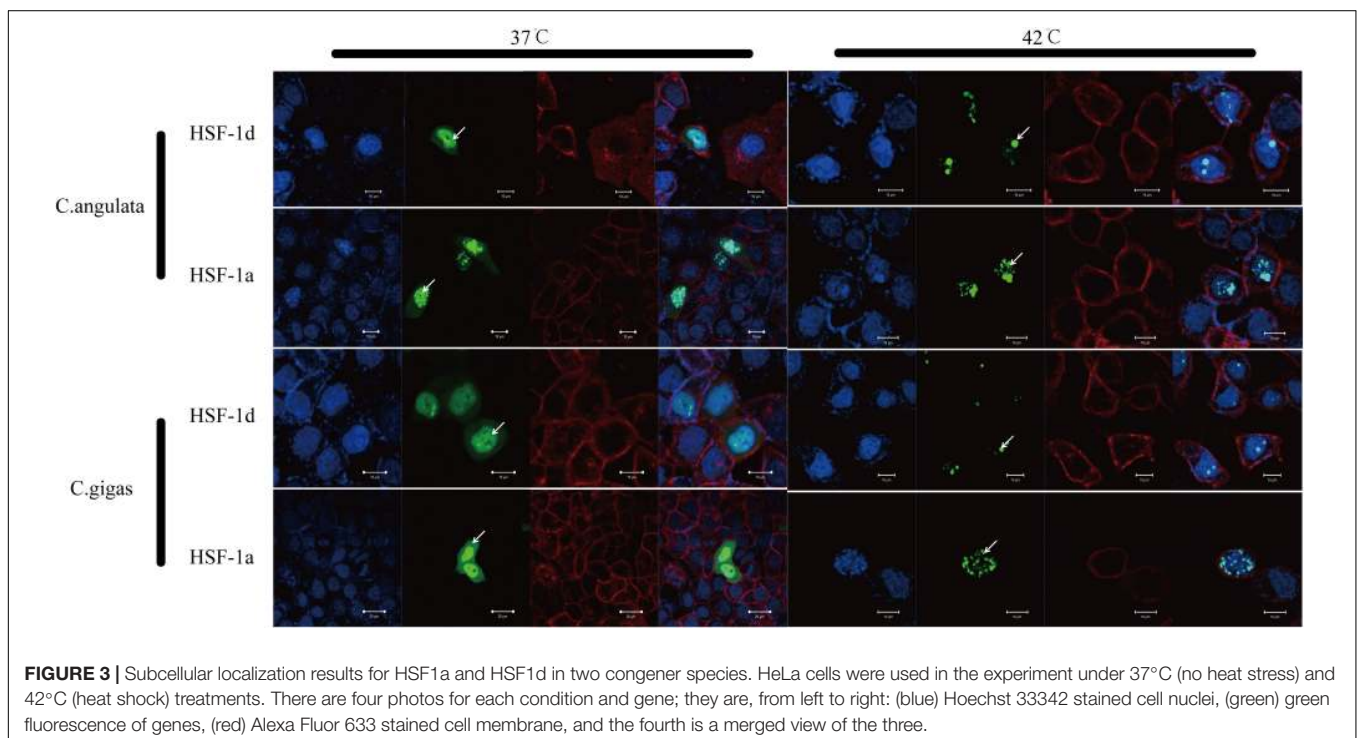 37℃ 42℃
HSF-1d
C.angulata
HSF-1a
HSF-1d
C.gigas
HSF-1a
FIGURE 3 | Subcellular localization results for HSF1a and HSF1d in two congener species. HeLa cells were used in the experiment under 37°C (no heat stress) and
42°C (heat shock) treatments. There are four photos for each condition and gene; they are, from left to right: (blue) Hoechst 33342 stained cell nuclei, (green) green
fluorescence of genes, (red) Alexa Fluor 633 stained cell membrane, and the fourth is a merged view of the three.